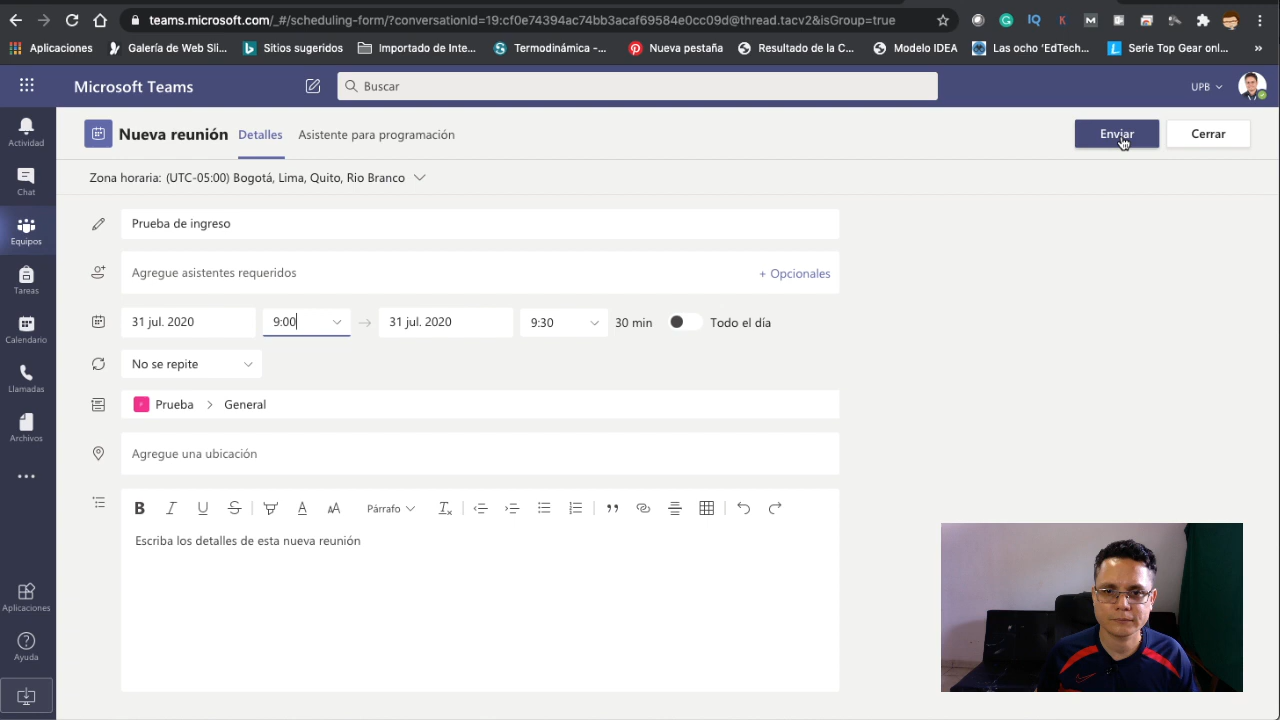 teams.microsoft.com/_#/scheduling-form/?conversationId=19:cf0e74394ac74bb3acaf69584e0cc09d@thread.tacv2&isGroup=true
Aplicaciones Galería de Web Sli... Sitios sugeridos Importado de Inte... Termodinámica -... Nueva pestaña Resultado de la C... Modelo IDEA Las ocho 'EdTech... Serie Top Gear onl... »
Microsoft Teams Buscar UPB
Actividad
Chat
Equipos
Tareas
Calendario
Llamadas
Archivos
Aplicaciones
Ayuda
Nueva reunión Detalles Asistente para programación Enviar Cerrar
Zona horaria: (UTC-05:00) Bogotá, Lima, Quito, Rio Branco
Prueba de ingreso
Agregue asistentes requeridos + Opcionales
31 jul. 2020 9:00 → 31 jul. 2020 9:30 30 min Todo el día
No se repite
Prueba > General
Agregue una ubicación
B I U S A AA Párrafo
Escriba los detalles de esta nueva reunión